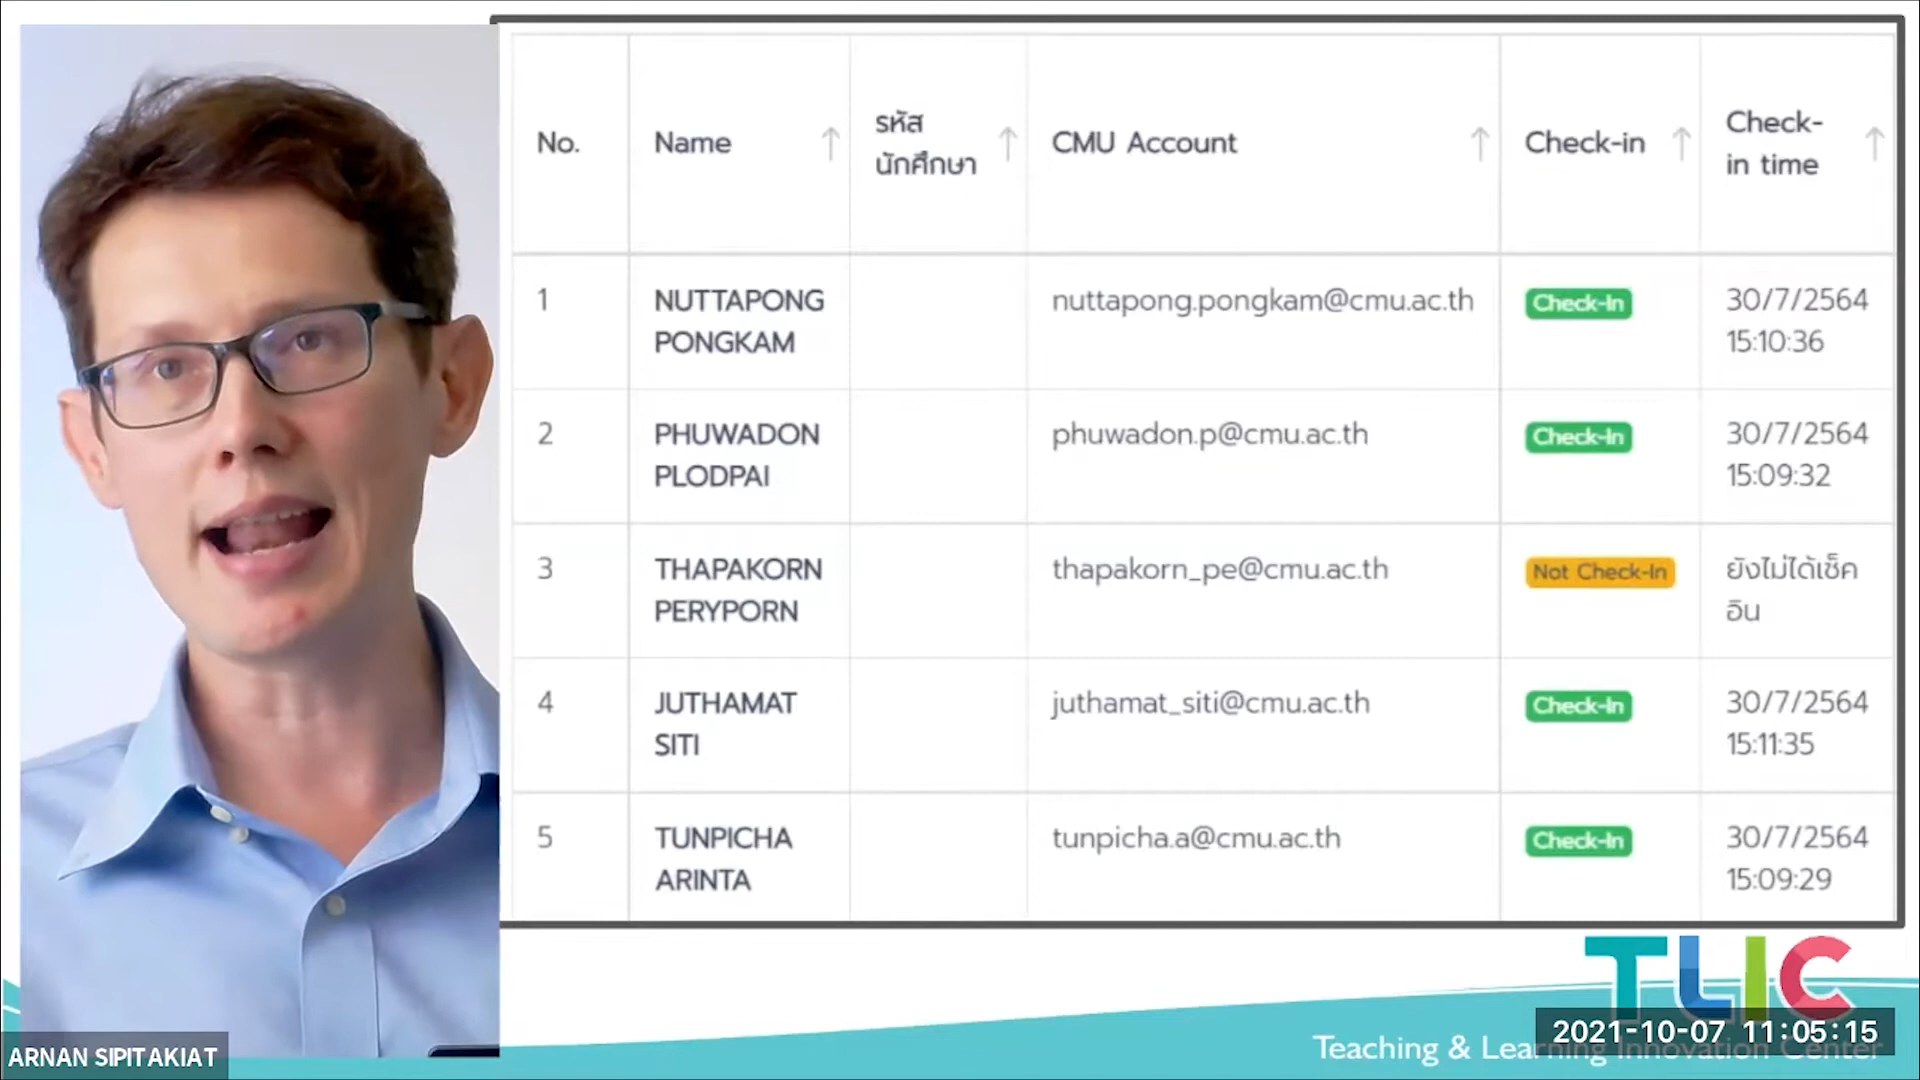 No.
Name
รหัส
นักศึกษา
CMU Account
Check-in
Check-
in time
1
NUTTAPONG
PONGKAM
nuttapong.pongkam@cmu.ac.th
Check-In
30/7/2564
15:10:36
2
PHUWADON
PLODPAI
phuwadon.p@cmu.ac.th
Check-In
30/7/2564
15:09:32
3
THAPAKORN
PERYPORN
thapakorn_pe@cmu.ac.th
Not Check-In
ยังไม่ได้เช็ค
อิน
4
JUTHAMAT
SITI
juthamat_siti@cmu.ac.th
Check-In
30/7/2564
15:11:35
5
TUNPICHA
ARINTA
tunpicha.a@cmu.ac.th
Check-In
30/7/2564
15:09:29
TLIC
2021-10-07 11:05:15
Teaching & Learning Innovation Center
ARNAN SIPITAKIAT